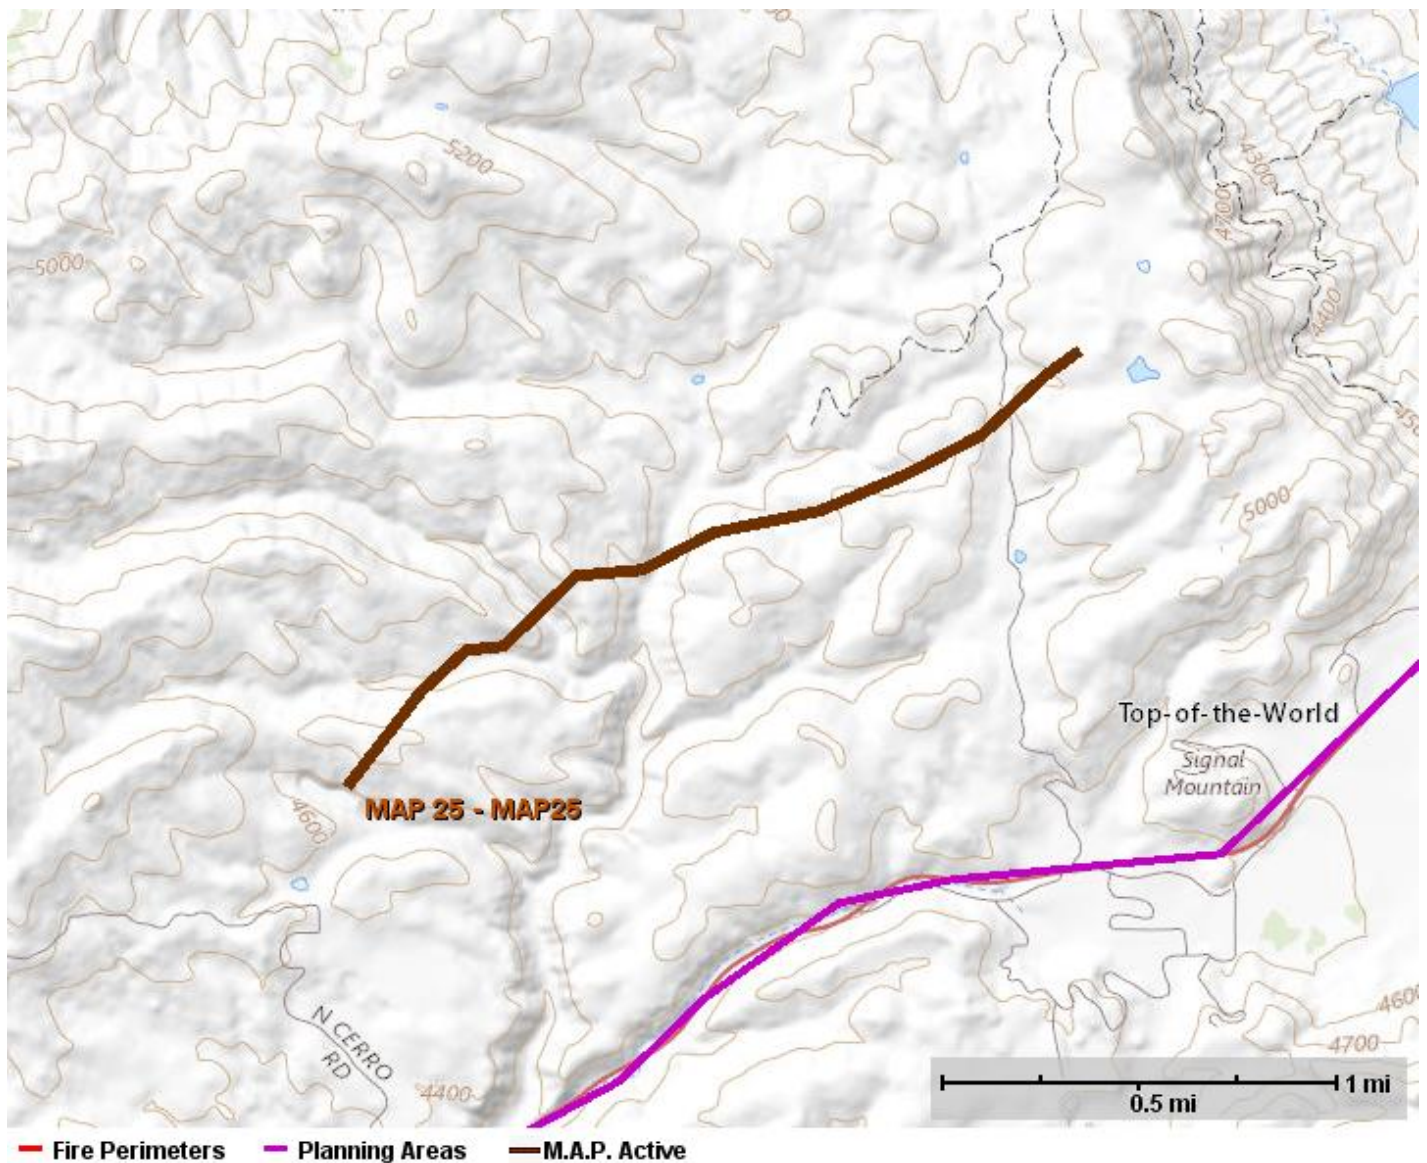 5200
4300
4700
5000
4400
450
5000
Top-of-the-World
Signal
Mountain
MAP 25 - MAP25
4600
N CERRO
RD
4600
4700
4400
1 mi
0.5 mi
Fire Perimeters
Planning Areas
M.A.P. Active